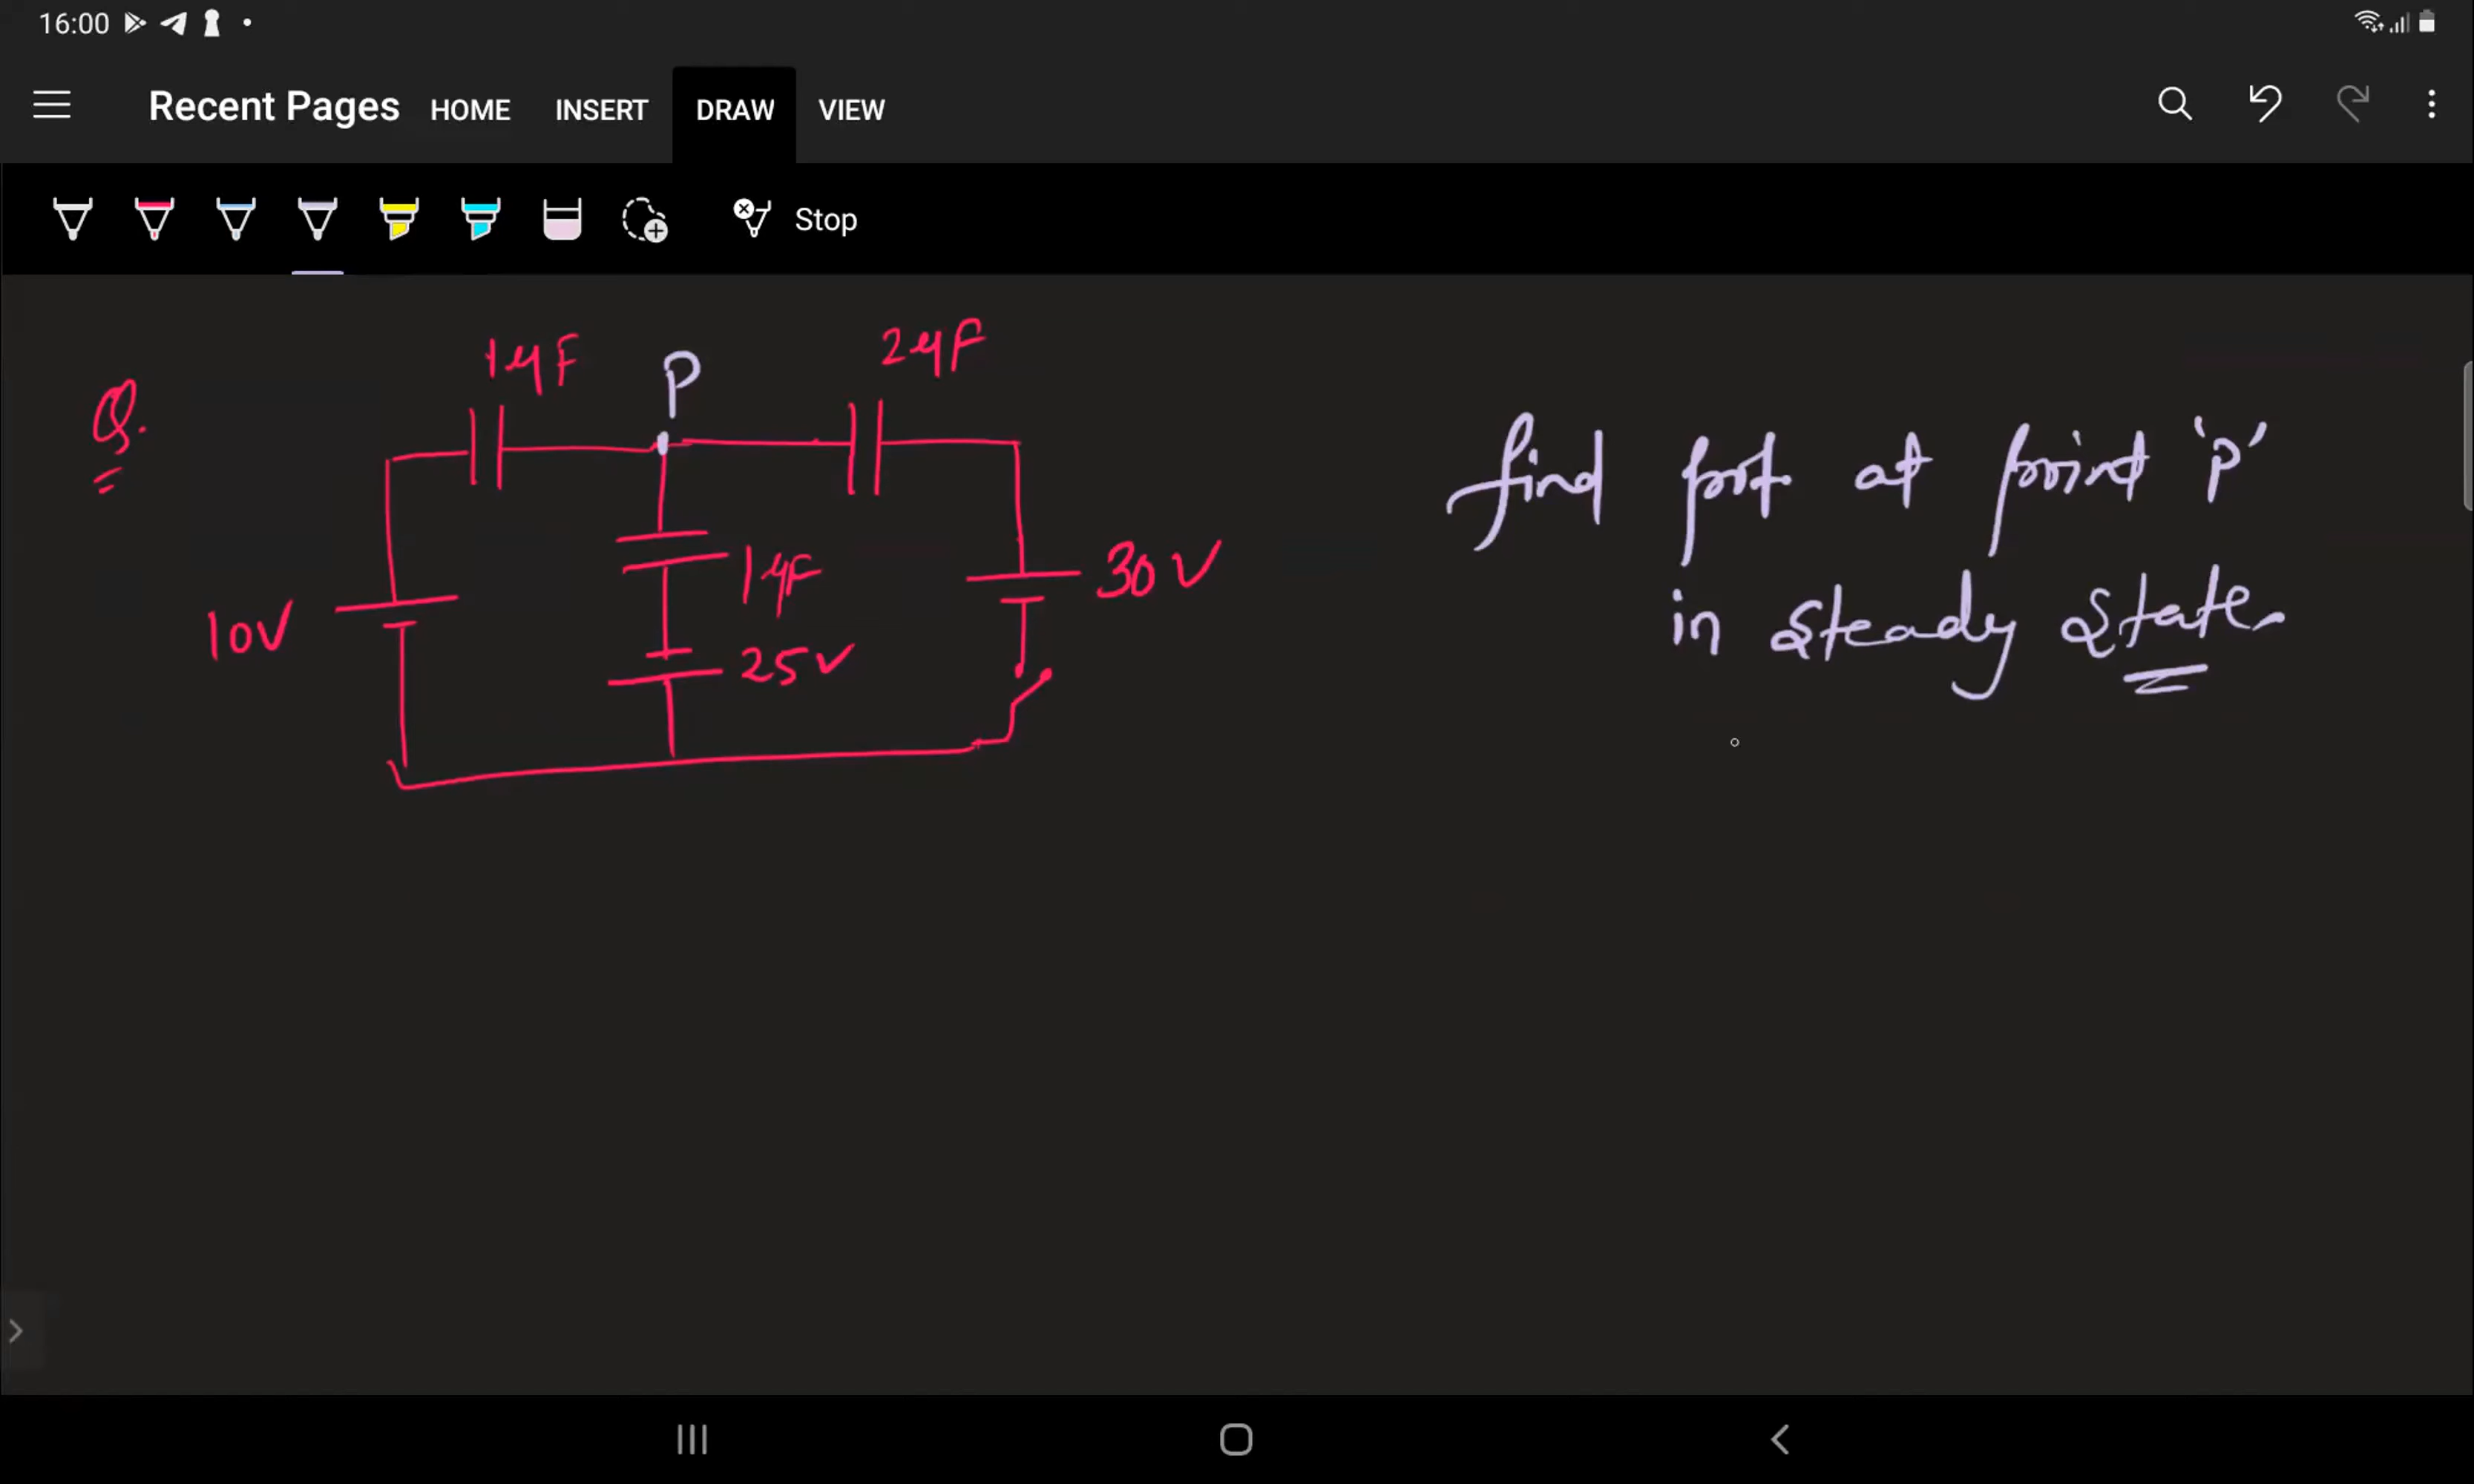 16:00
Recent Pages HOME INSERT DRAW VIEW
Stop
Q.
1μF
P
2μF
10V
1μF
25V
30V
find pot. at point 'p'
in steady state.